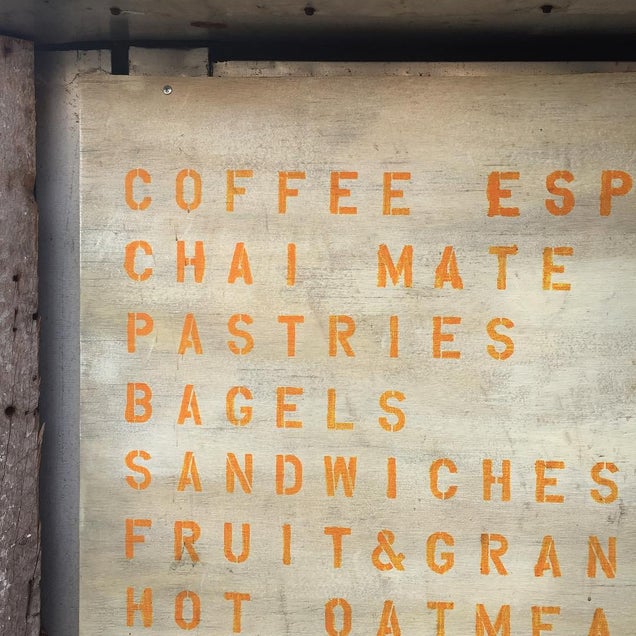 COFFEE ESP
CHAI MATE
PASTRIES
BAGELS
SANDWICHES
FRUIT&GRAN
HOT OATMEA